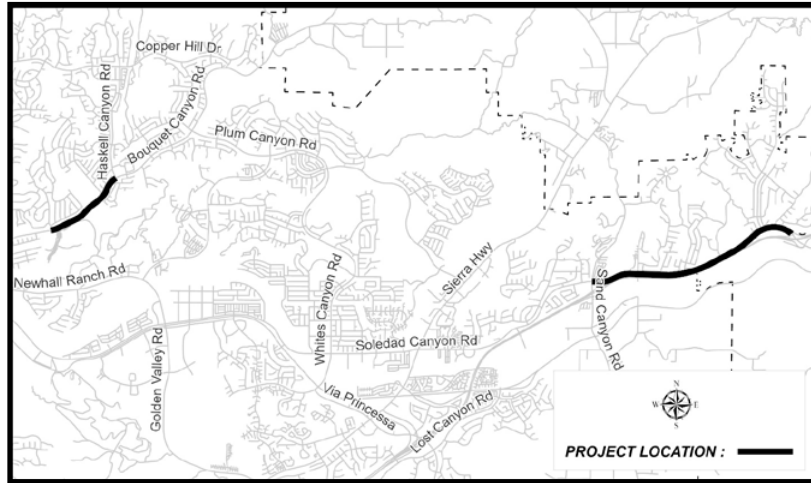 Copper Hill Dr
Haskell Canyon Rd
Bouquet Canyon Rd
Plum Canyon Rd
Newhall Ranch Rd
Golden Valley Rd
Whites Canyon Rd
Sierra Hwy
Sand Canyon Rd
Soledad Canyon Rd
Via Princessa
Lost Canyon Rd
N
W E
S
PROJECT LOCATION :